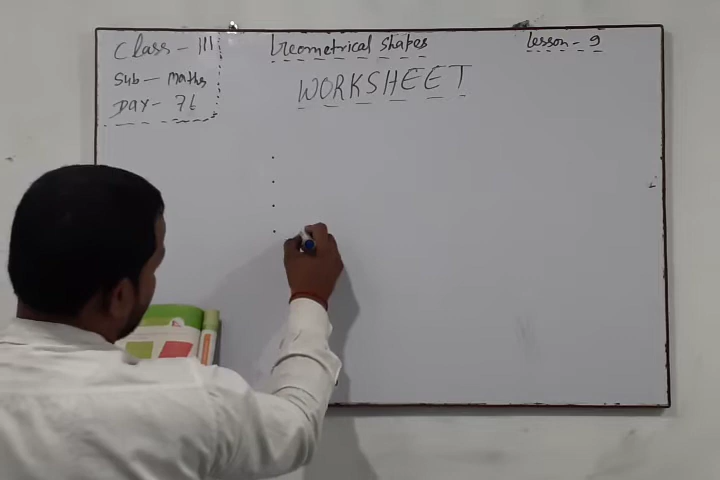 Class - III
Sub - Maths
Day - 76
Geometrical Shapes
WORKSHEET
Lesson - 9